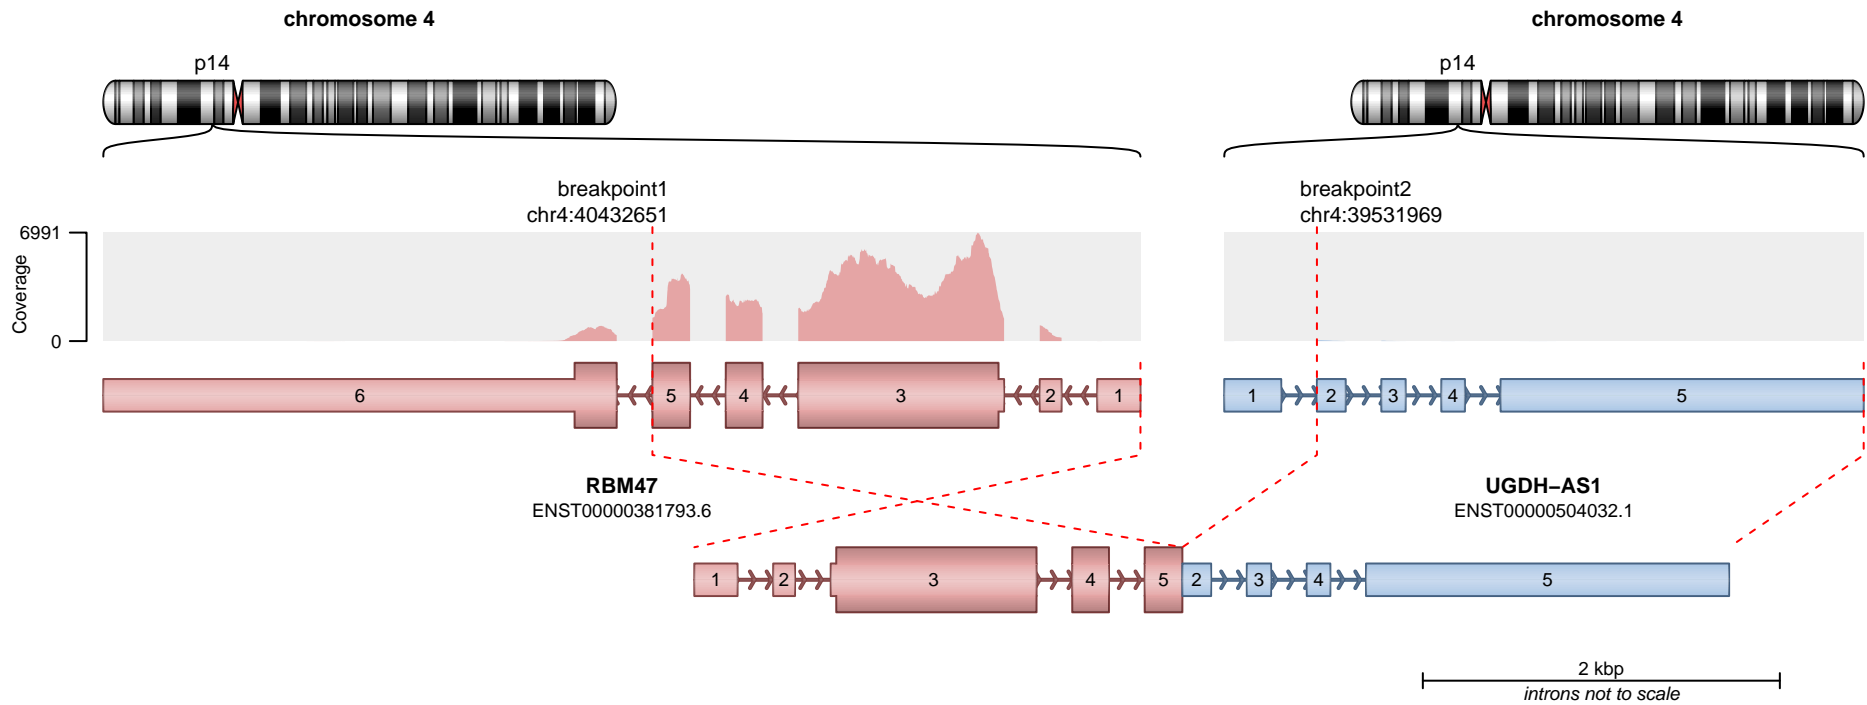 chromosome 4
chromosome 4
p14
p14
breakpoint1
chr4:40432651
breakpoint2
chr4:39531969
6991
Coverage
0
6
5
4
3
2
1
1
2
3
4
5
RBM47
ENST00000381793.6
UGDH−AS1
ENST00000504032.1
1
2
3
4
5
2
3
4
5
2 kbp
introns not to scale